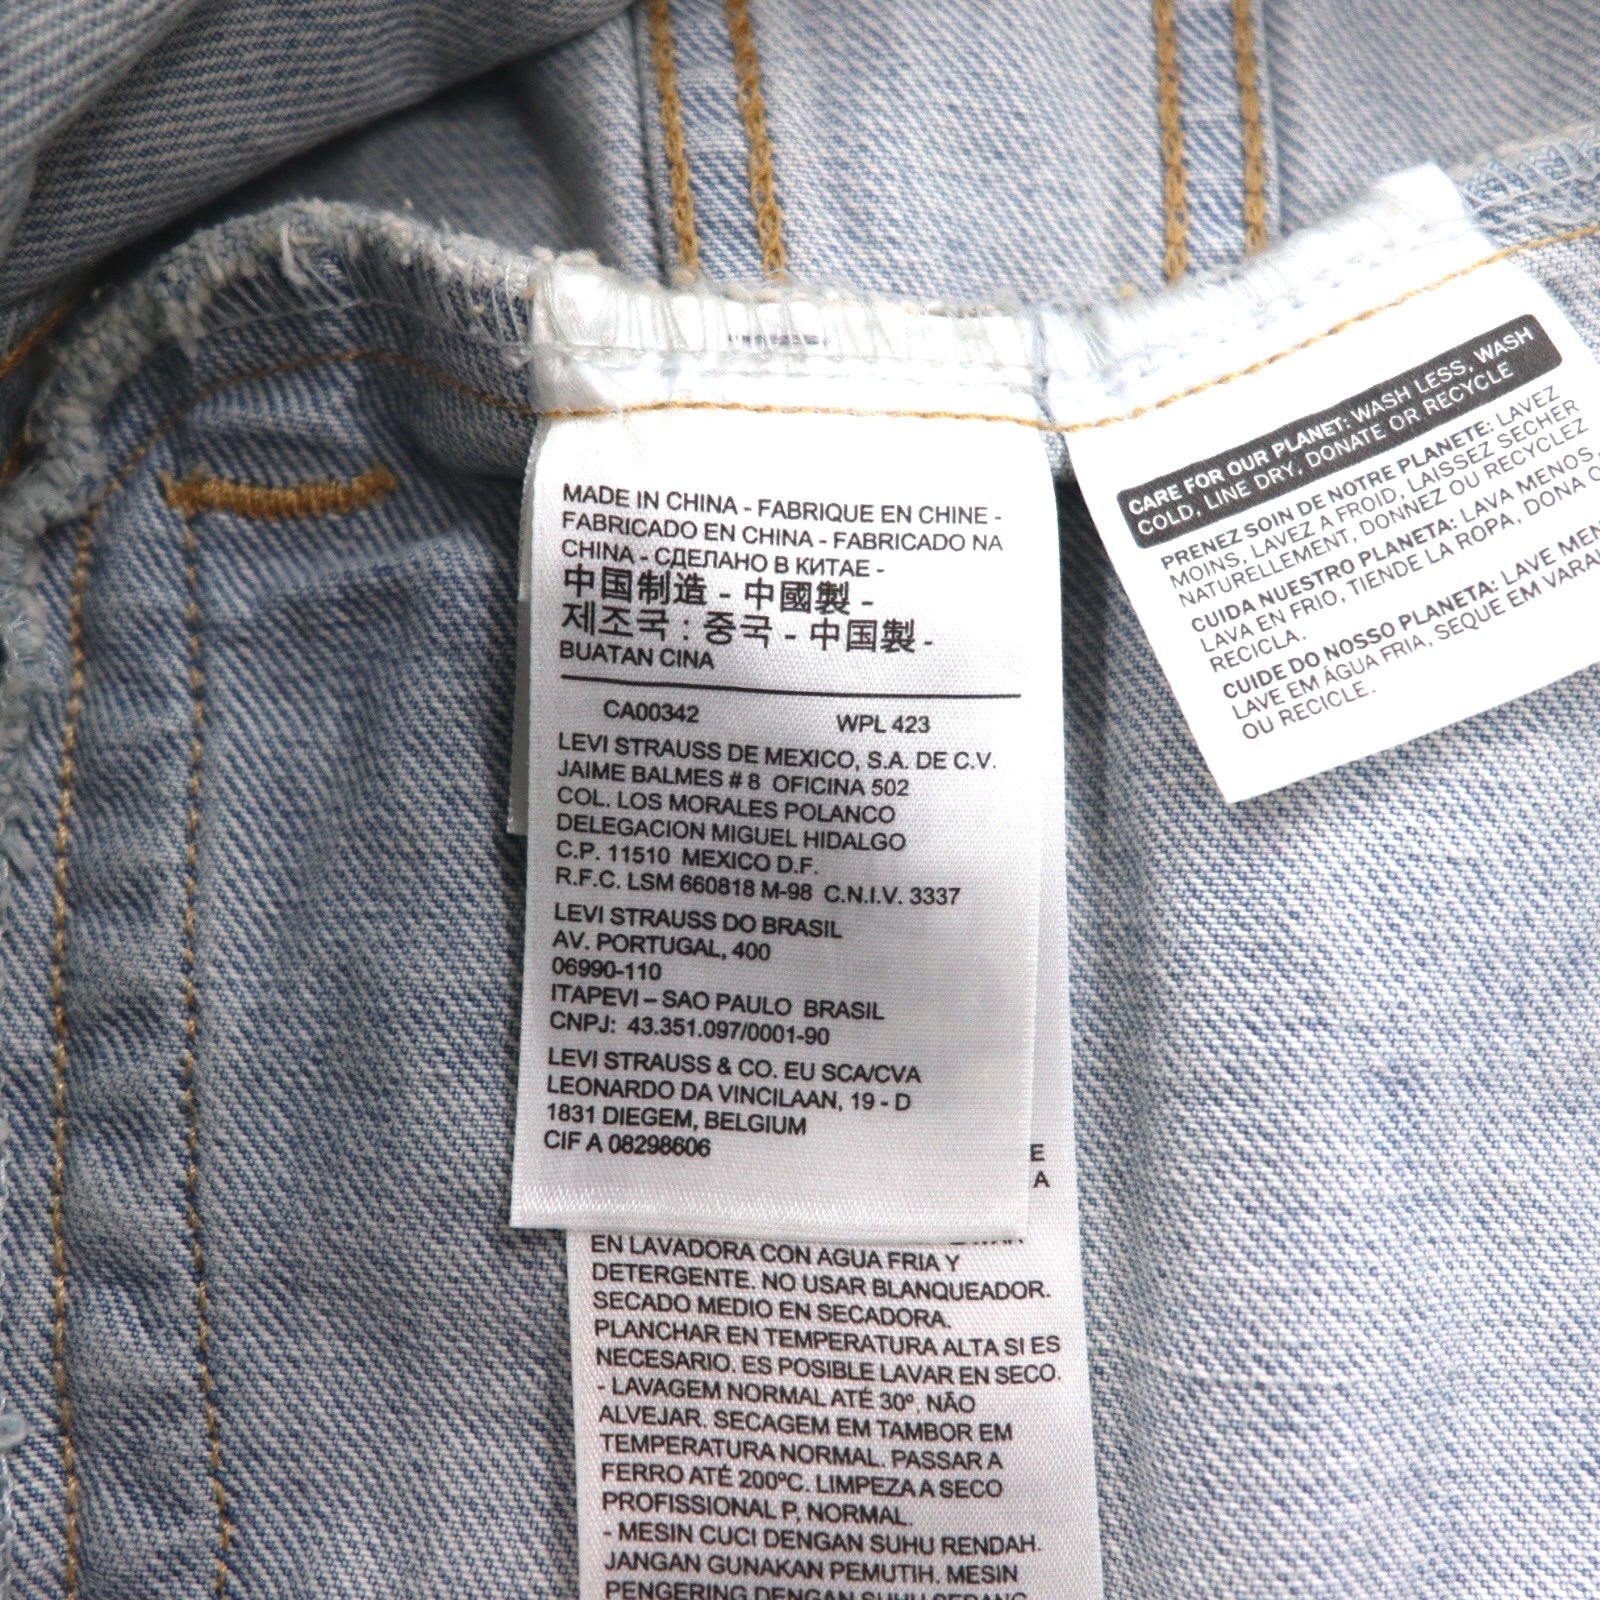 MADE IN CHINA - FABRIQUE EN CHINE -
FABRICADO EN CHINA - FABRICADO NA
CHINA - СДЕЛАНО В КИТАЕ -
中国制造 - 中國製 -
제조국 : 중국 - 中国製 -
BUATAN CINA
CA00342 WPL 423
LEVI STRAUSS DE MEXICO, S.A. DE C.V.
JAIME BALMES # 8 OFICINA 502
COL. LOS MORALES POLANCO
DELEGACION MIGUEL HIDALGO
C.P. 11510 MEXICO D.F.
R.F.C. LSM 660818 M-98 C.N.I.V. 3337
LEVI STRAUSS DO BRASIL
AV. PORTUGAL, 400
06990-110
ITAPEVI – SAO PAULO BRASIL
CNPJ: 43.351.097/0001-90
LEVI STRAUSS & CO. EU SCA/CVA
LEONARDO DA VINCILAAN, 19 - D
1831 DIEGEM, BELGIUM
CIF A 08298606
E
A
EN LAVADORA CON AGUA FRIA Y
DETERGENTE. NO USAR BLANQUEADOR.
SECADO MEDIO EN SECADORA.
PLANCHAR EN TEMPERATURA ALTA SI ES
NECESARIO. ES POSIBLE LAVAR EN SECO.
- LAVAGEM NORMAL ATÉ 30º. NÃO
ALVEJAR. SECAGEM EM TAMBOR EM
TEMPERATURA NORMAL. PASSAR A
FERRO ATÉ 200ºC. LIMPEZA A SECO
PROFISSIONAL P, NORMAL.
- MESIN CUCI DENGAN SUHU RENDAH.
JANGAN GUNAKAN PEMUTIH. MESIN
PENGERING DENGAN SUHU SEDANG
CARE FOR OUR PLANET: WASH LESS, WASH
COLD, LINE DRY, DONATE OR RECYCLE
PRENEZ SOIN DE NOTRE PLANETE: LAVEZ
MOINS, LAVEZ A FROID, LAISSEZ SECHER
NATURELLEMENT, DONNEZ OU RECYCLEZ
CUIDA NUESTRO PLANETA: LAVA MENOS,
LAVA EN FRIO, TIENDE LA ROPA, DONA O
RECICLA.
CUIDE DO NOSSO PLANETA: LAVE MEN
LAVE EM ÁGUA FRIA, SEQUE EM VARA
OU RECICLE.